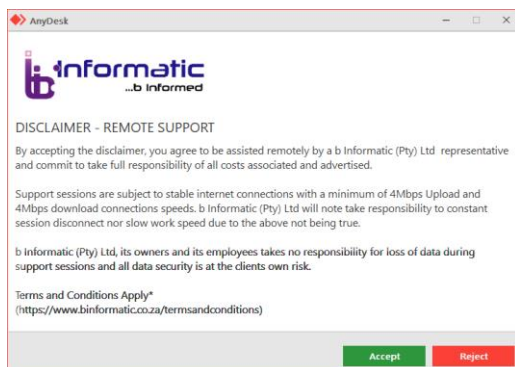 AnyDesk
b informatic
...b Informed
DISCLAIMER - REMOTE SUPPORT
By accepting the disclaimer, you agree to be assisted remotely by a b Informatic (Pty) Ltd representative
and commit to take full responsibility of all costs associated and advertised.
Support sessions are subject to stable internet connections with a minimum of 4Mbps Upload and
4Mbps download connections speeds. b Informatic (Pty) Ltd will note take responsibility to constant
session disconnect nor slow work speed due to the above not being true.
b Informatic (Pty) Ltd, its owners and its employees takes no responsibility for loss of data during
support sessions and all data security is at the clients own risk.
Terms and Conditions Apply*
(https://www.binformatic.co.za/termsandconditions)
Accept Reject